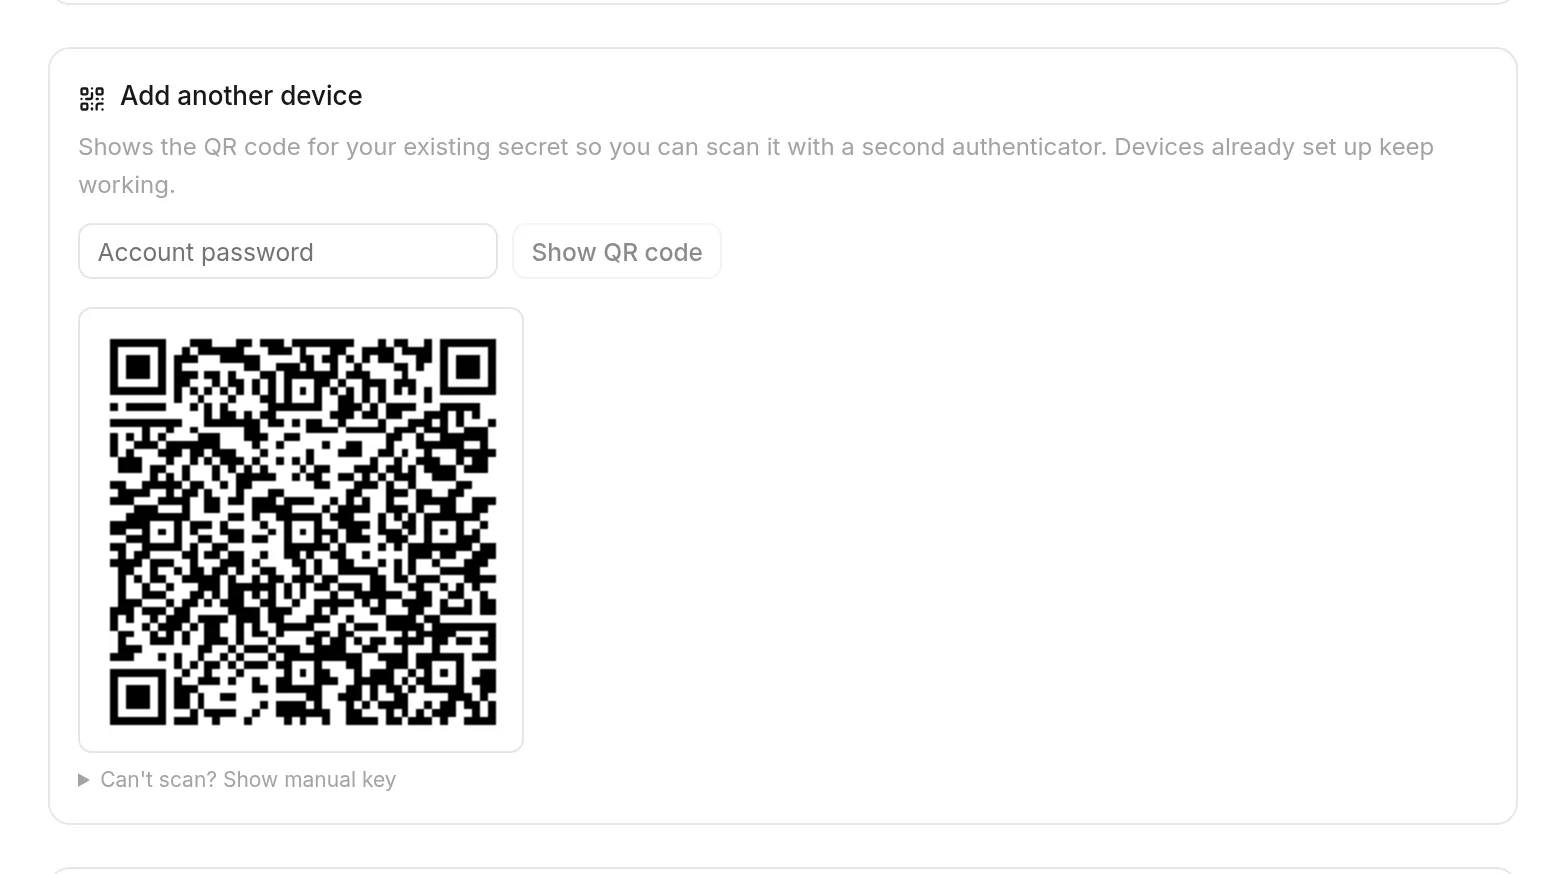 Add another device
Shows the QR code for your existing secret so you can scan it with a second authenticator. Devices already set up keep
working.
Account password
Show QR code
Can't scan? Show manual key